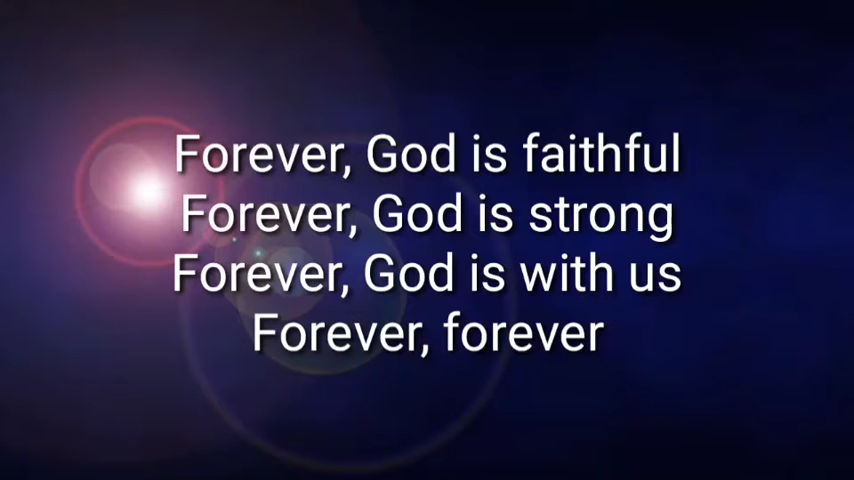 Forever, God is faithful
Forever, God is strong
Forever, God is with us
Forever, forever